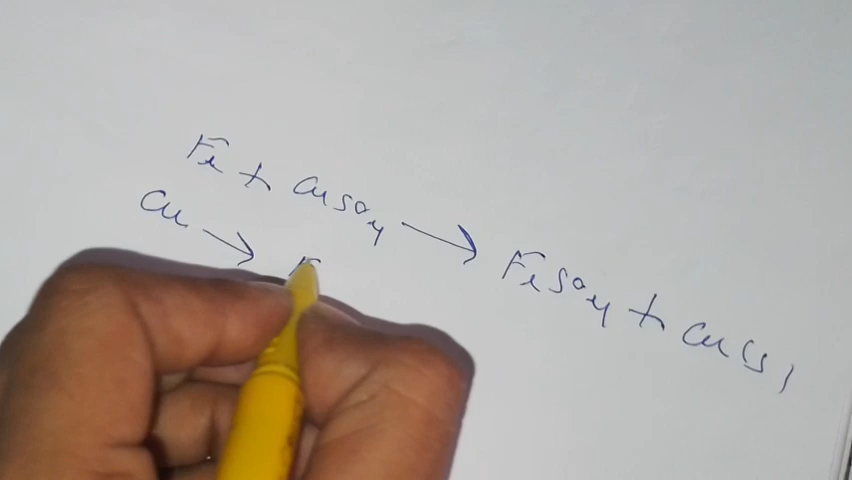 Fe + CuSO4 → FeSO4 + Cu(s)
Cu → F